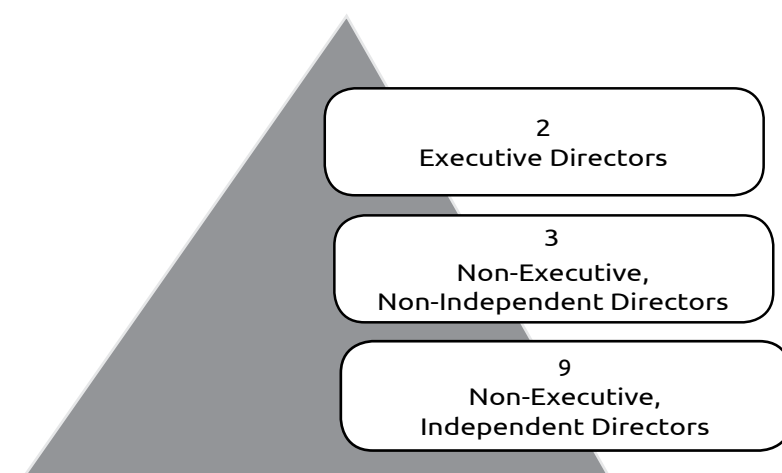 2
Executive Directors
3
Non-Executive,
Non-Independent Directors
9
Non-Executive,
Independent Directors